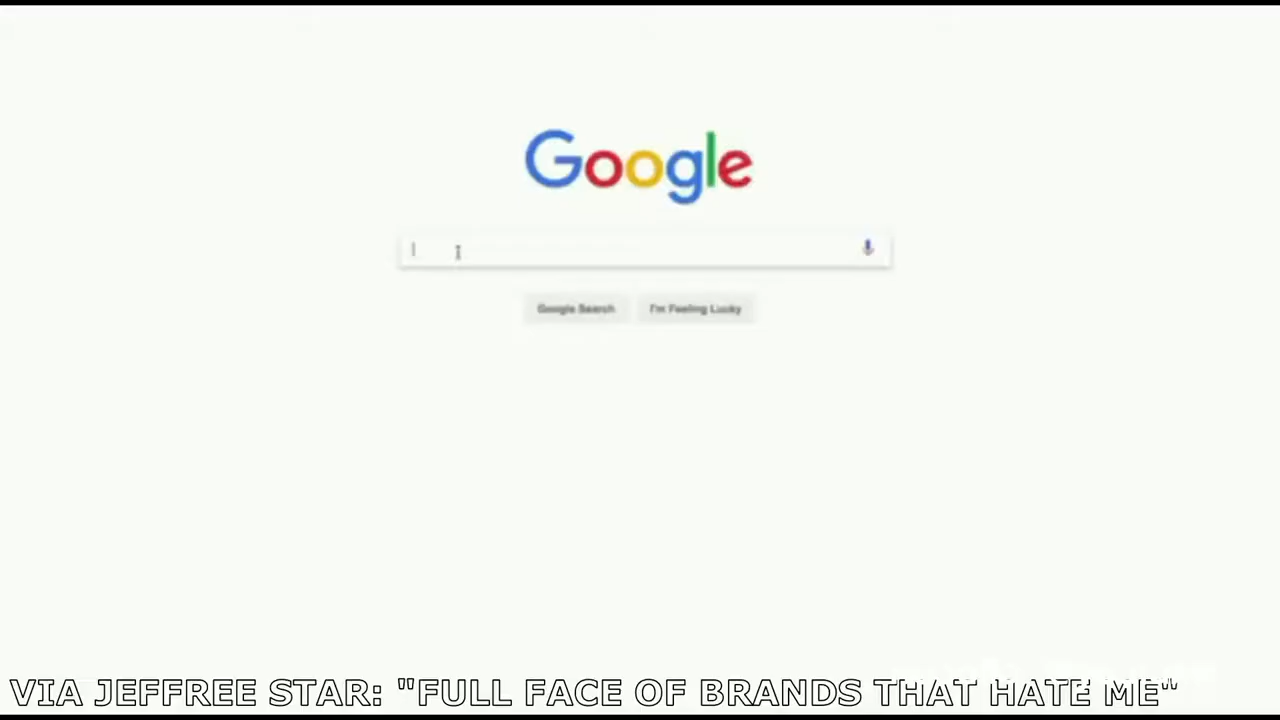 Google
Google Search
I'm Feeling Lucky
VIA JEFFREE STAR: "FULL FACE OF BRANDS THAT HATE ME"